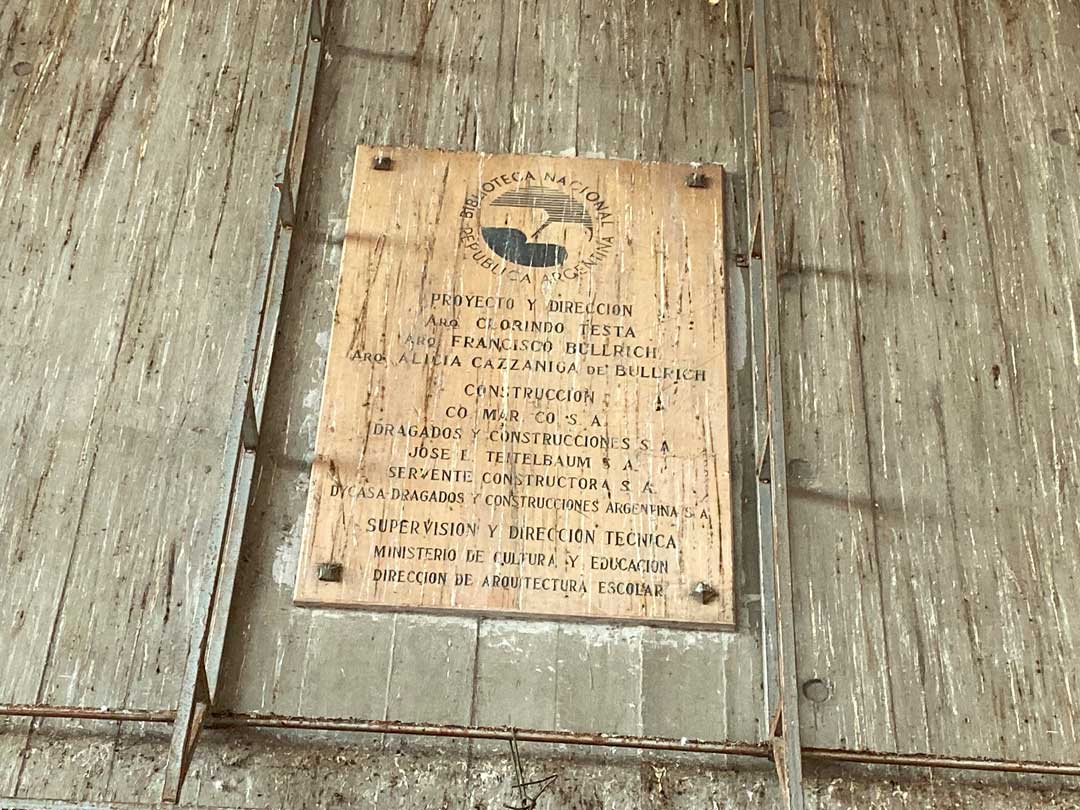 BIBLIOTECA NACIONAL
REPUBLICA ARGENTINA
PROYECTO Y DIRECCION
ARQ. CLORINDO TESTA
ARQ. FRANCISCO BULLRICH
ARQ. ALICIA CAZZANIGA DE BULLRICH
CONSTRUCCION
CO MAR CO S.A.
DRAGADOS Y CONSTRUCCIONES S.A.
JOSE E. TEITELBAUM S.A.
SERVENTE CONSTRUCTORA S.A.
DYCASA-DRAGADOS Y CONSTRUCCIONES ARGENTINA S.A.
SUPERVISION Y DIRECCION TECNICA
MINISTERIO DE CULTURA Y EDUCACION
DIRECCION DE ARQUITECTURA ESCOLAR